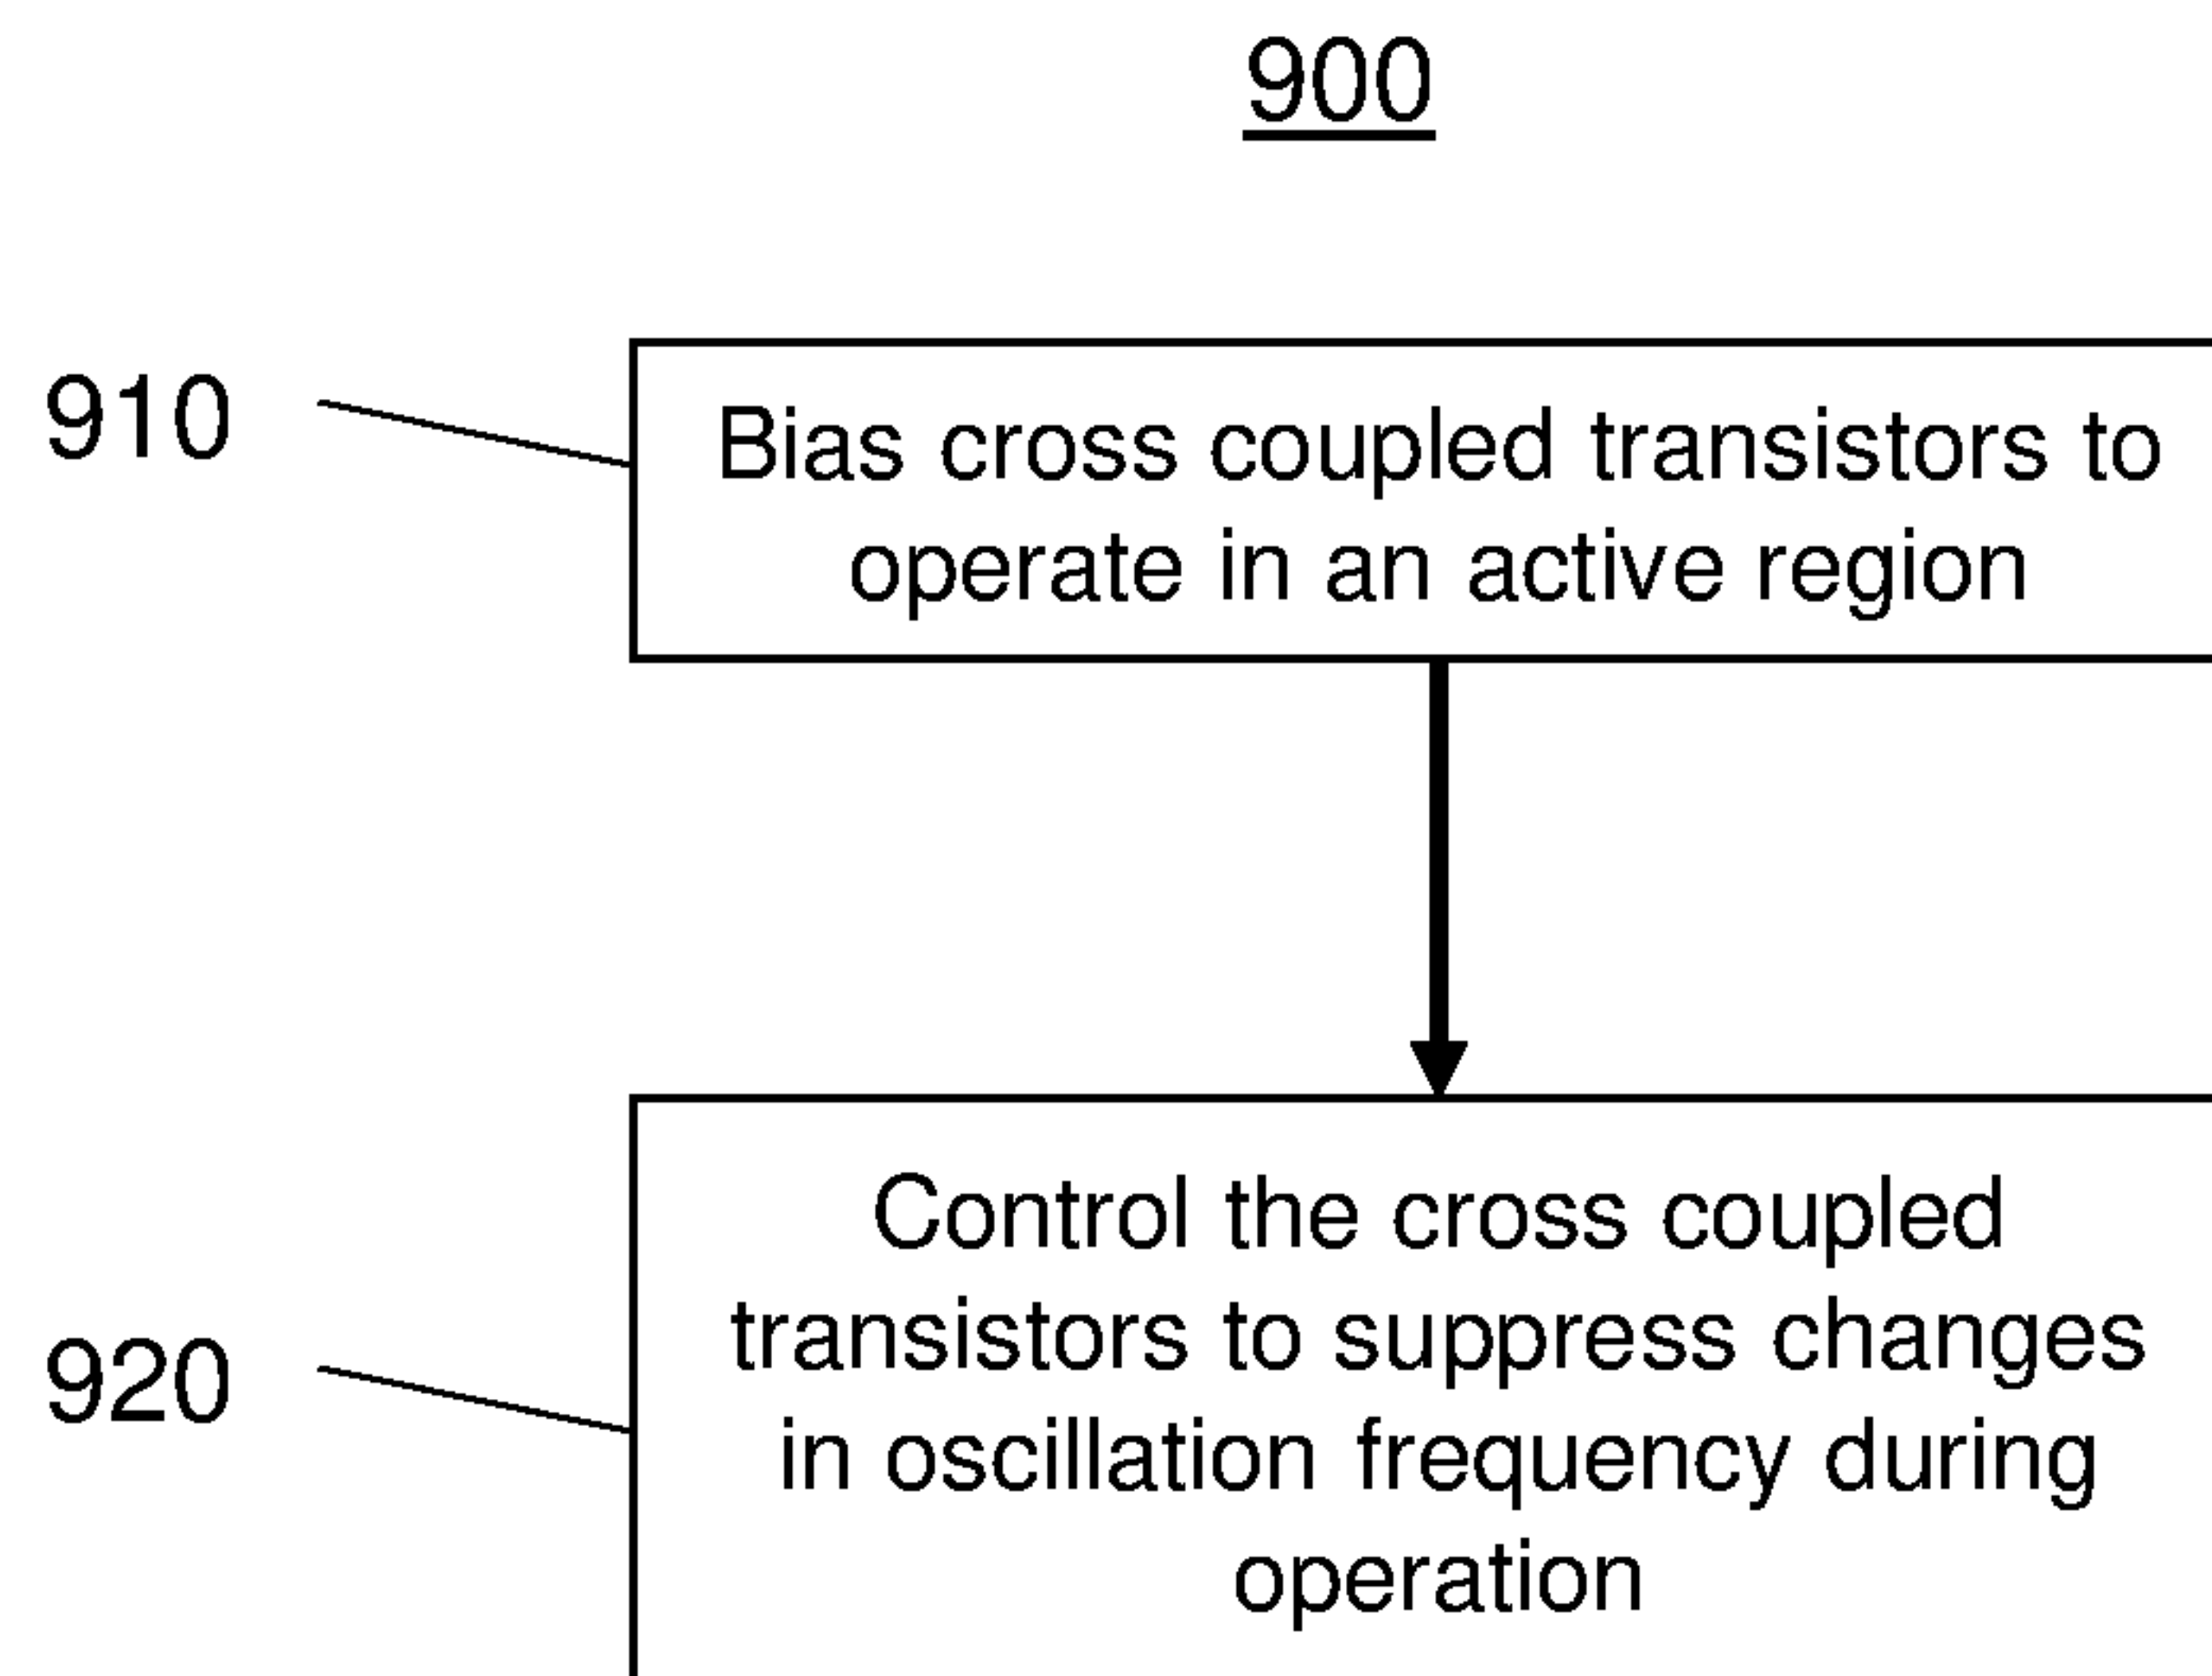 900
910
Bias cross coupled transistors to
operate in an active region
920
Control the cross coupled
transistors to suppress changes
in oscillation frequency during
operation